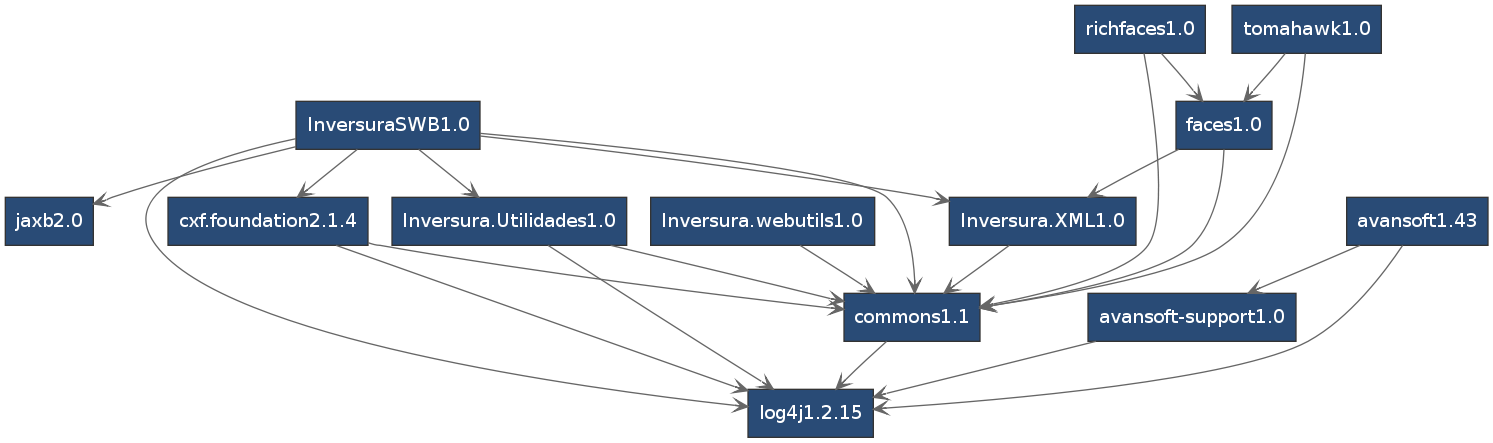 richfaces1.0
tomahawk1.0
InversuraSWB1.0
faces1.0
jaxb2.0
cxf.foundation2.1.4
Inversura.Utilidades1.0
Inversura.webutils1.0
Inversura.XML1.0
avansoft1.43
commons1.1
avansoft-support1.0
log4j1.2.15